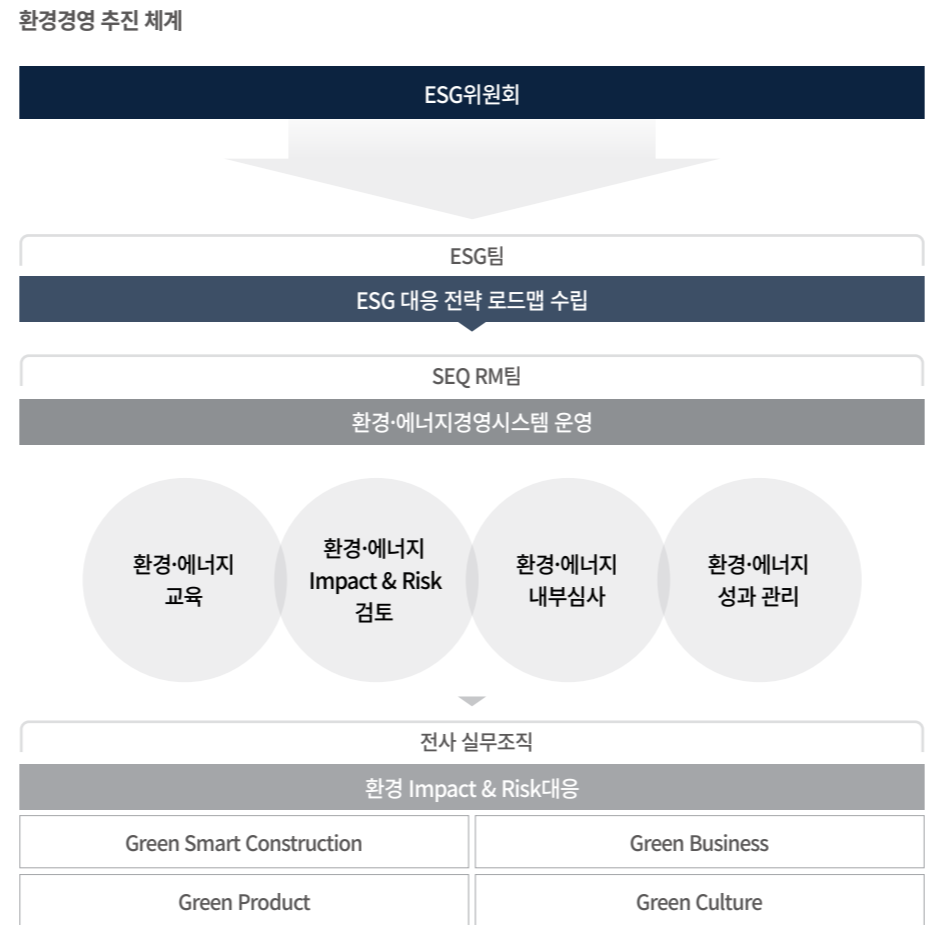 환경경영 추진 체계
ESG위원회
ESG팀
ESG 대응 전략 로드맵 수립
SEQ RM팀
환경·에너지경영시스템 운영
환경·에너지
교육
환경·에너지
Impact & Risk
검토
환경·에너지
내부심사
환경·에너지
성과 관리
전사 실무조직
환경 Impact & Risk대응
Green Smart Construction
Green Business
Green Product
Green Culture